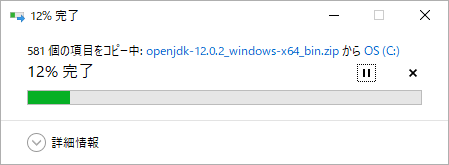 12% 完了
581 個の項目をコピー中: openjdk-12.0.2_windows-x64_bin.zip から OS (C:)
12% 完了
詳細情報